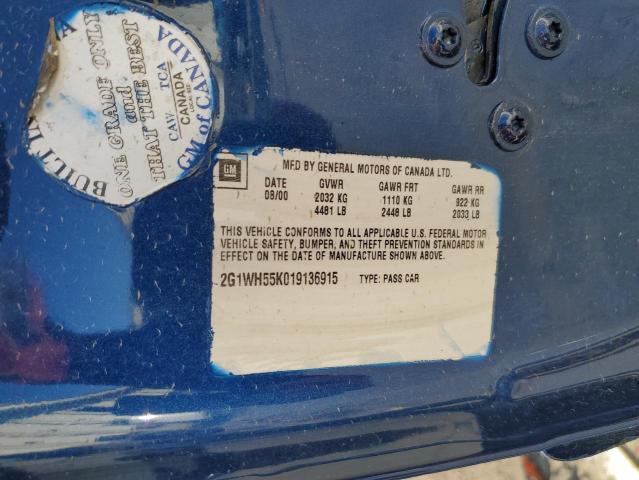 BUILT
ONE GRADE ONLY
and
THAT THE BEST
CAW TCA
CANADA
GM of CANADA
GM
MFD BY GENERAL MOTORS OF CANADA LTD.
DATE GVWR GAWR FRT GAWR RR
08/00 2032 KG 1110 KG 922 KG
4481 LB 2448 LB 2033 LB
THIS VEHICLE CONFORMS TO ALL APPLICABLE U.S. FEDERAL MOTOR
VEHICLE SAFETY, BUMPER, AND THEFT PREVENTION STANDARDS IN
EFFECT ON THE DATE OF MANUFACTURE SHOWN ABOVE.
2G1WH55K019136915 TYPE: PASS CAR